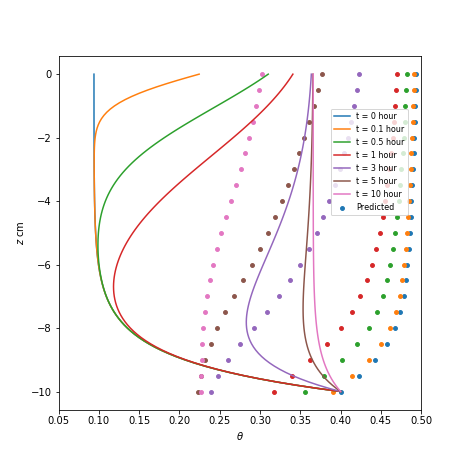 0
−2
−4
−6
−8
−10
z cm
t = 0 hour
t = 0.1 hour
t = 0.5 hour
t = 1 hour
t = 3 hour
t = 5 hour
t = 10 hour
Predicted
0.05 0.10 0.15 0.20 0.25 0.30 0.35 0.40 0.45 0.50
θ